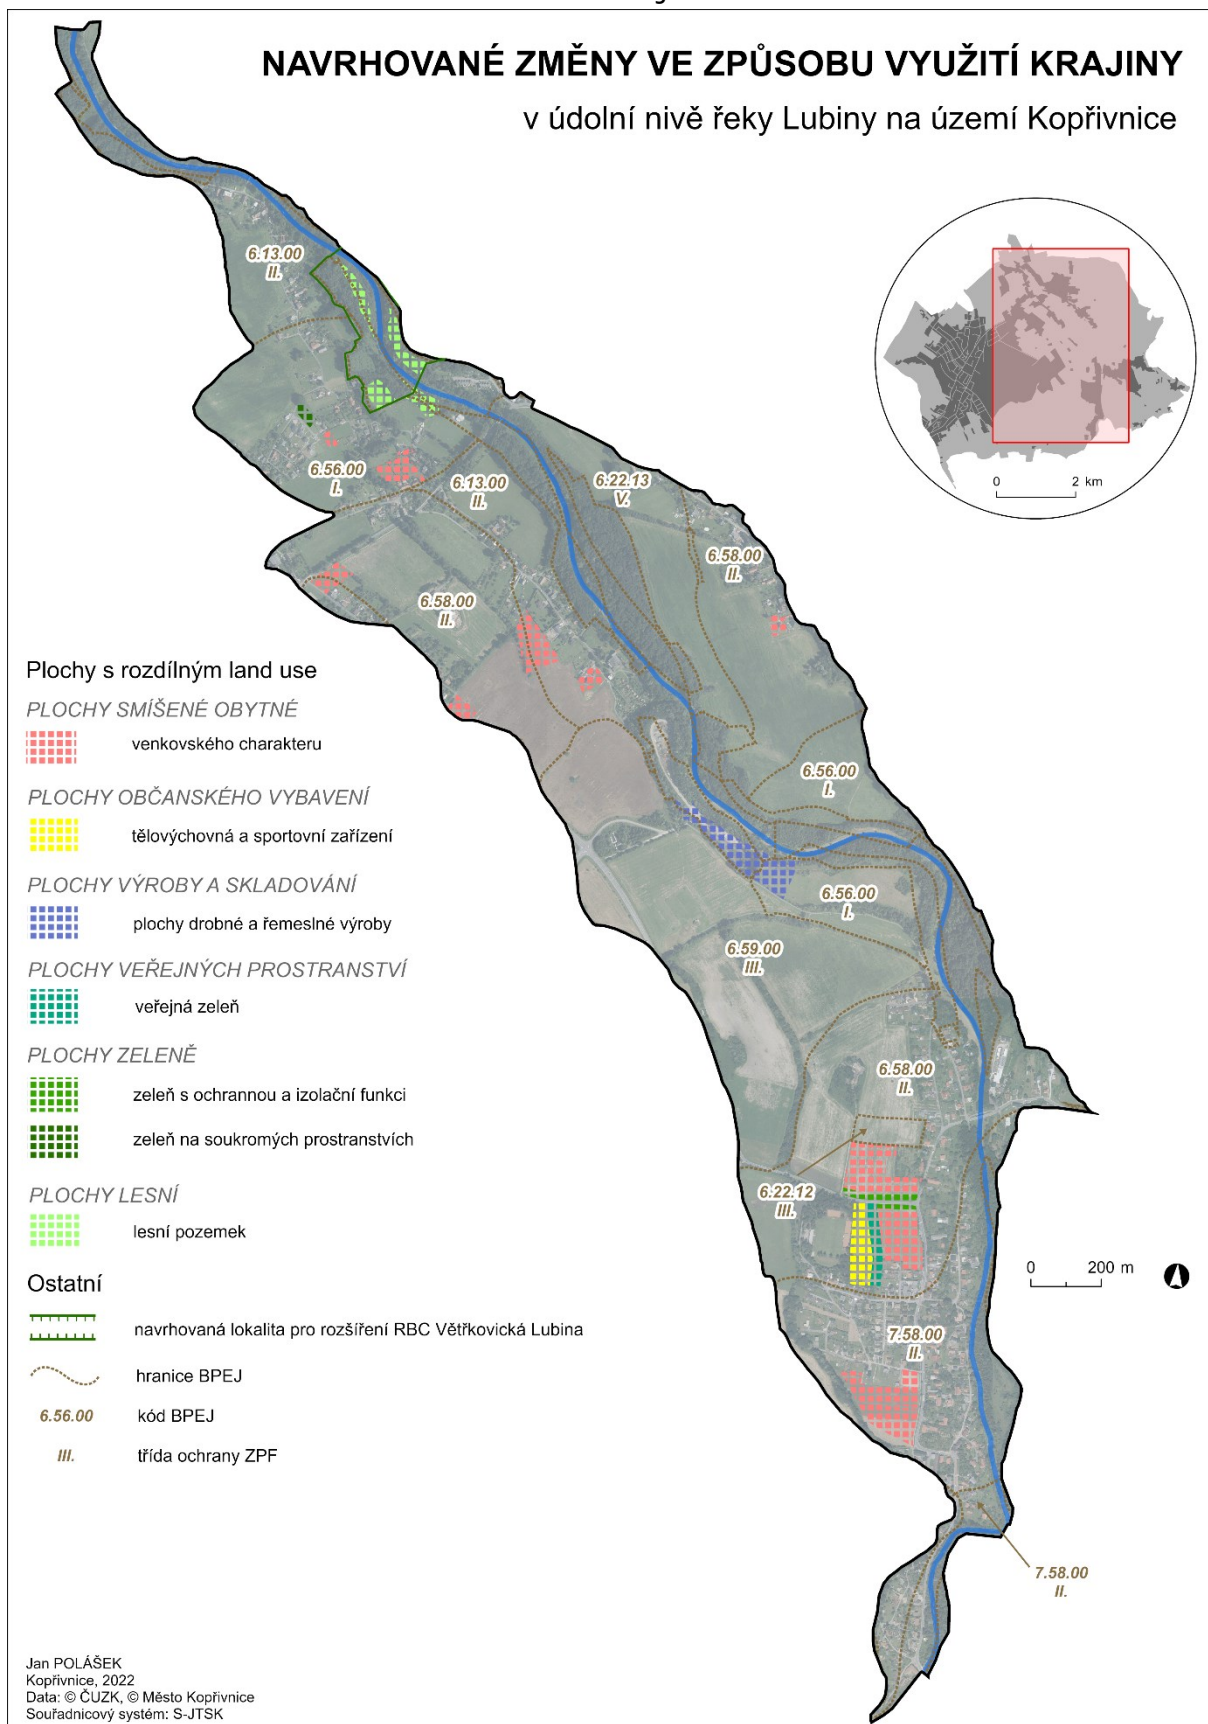 NAVRHOVANÉ ZMĚNY VE ZPŮSOBU VYUŽITÍ KRAJINY
v údolní nivě řeky Lubiny na území Kopřivnice
6.13.00
II.
0 2 km
6.56.00
I.
6.13.00
II.
6.22.13
V.
6.58.00
II.
6.58.00
II.
6.56.00
I.
6.56.00
I.
6.59.00
III.
6.58.00
II.
6.22.12
III.
0 200 m
7.58.00
II.
7.58.00
II.
Plochy s rozdílným land use
PLOCHY SMÍŠENÉ OBYTNÉ
venkovského charakteru
PLOCHY OBČANSKÉHO VYBAVENÍ
tělovýchovná a sportovní zařízení
PLOCHY VÝROBY A SKLADOVÁNÍ
plochy drobné a řemeslné výroby
PLOCHY VEŘEJNÝCH PROSTRANSTVÍ
veřejná zeleň
PLOCHY ZELENĚ
zeleň s ochrannou a izolační funkci
zeleň na soukromých prostranstvích
PLOCHY LESNÍ
lesní pozemek
Ostatní
navrhovaná lokalita pro rozšíření RBC Větřkovická Lubina
hranice BPEJ
6.56.00 kód BPEJ
III. třída ochrany ZPF
Jan POLÁŠEK
Kopřivnice, 2022
Data: © ČUZK, © Město Kopřivnice
Souřadnicový systém: S-JTSK